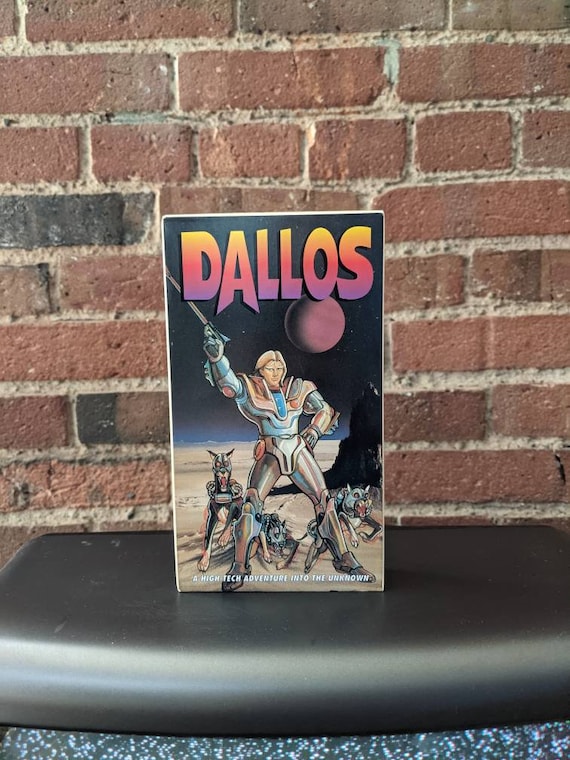 DALLOS
A HIGH TECH ADVENTURE INTO THE UNKNOWN.